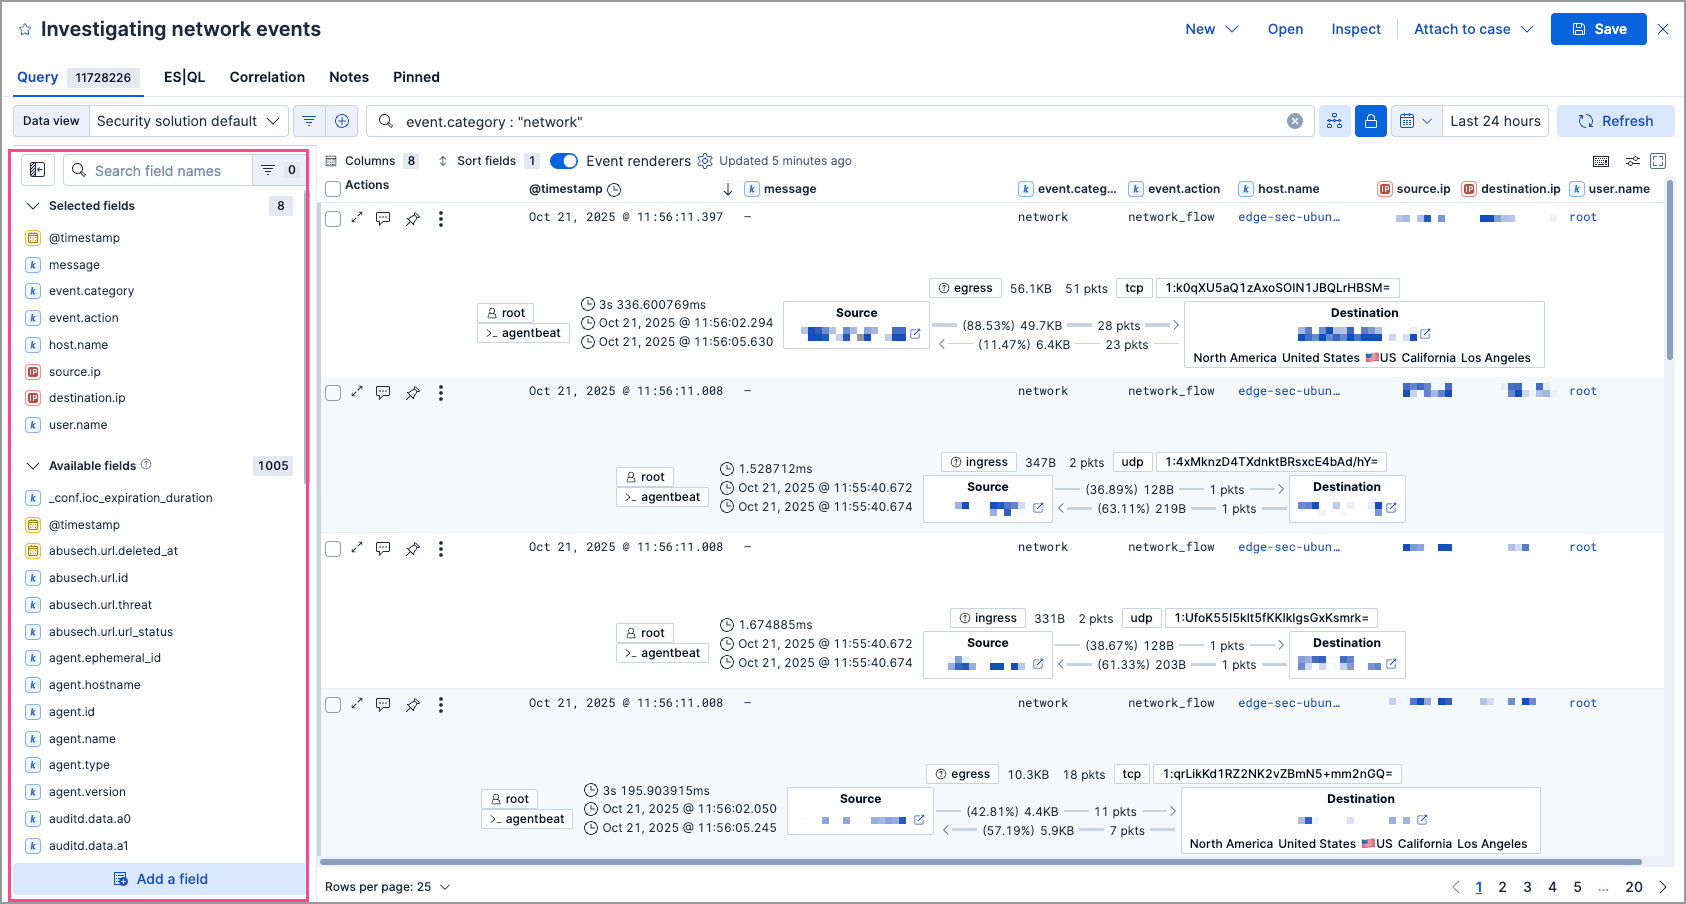 Investigating network events
New
Open
Inspect
Attach to case
Save
Query 11728226
ES|QL
Correlation
Notes
Pinned
Data view Security solution default
event.category : "network"
Last 24 hours
Refresh
Search field names
0
Selected fields 8
@timestamp
message
event.category
event.action
host.name
source.ip
destination.ip
user.name
Available fields 1005
_conf.ioc_expiration_duration
@timestamp
abusech.url.deleted_at
abusech.url.id
abusech.url.threat
abusech.url.url_status
agent.ephemeral_id
agent.hostname
agent.id
agent.name
agent.type
agent.version
auditd.data.a0
auditd.data.a1
Add a field
Columns 8 Sort fields 1 Event renderers Updated 5 minutes ago
Actions @timestamp message event.categ... event.action host.name source.ip destination.ip user.name
Oct 21, 2025 @ 11:56:11.397 – network network_flow edge-sec-ubun... root
egress 56.1KB 51 pkts tcp 1:k0qXU5aQ1zAxoSOlN1JBQLrHBSM=
root
agentbeat
3s 336.600769ms
Oct 21, 2025 @ 11:56:02.294
Oct 21, 2025 @ 11:56:05.630
Source
(88.53%) 49.7KB 28 pkts
(11.47%) 6.4KB 23 pkts
Destination
North America United States US California Los Angeles
Oct 21, 2025 @ 11:56:11.008 – network network_flow edge-sec-ubun... root
ingress 347B 2 pkts udp 1:4xMknzD4TXdnktBRsxcE4bAd/hY=
root
agentbeat
1.528712ms
Oct 21, 2025 @ 11:55:40.672
Oct 21, 2025 @ 11:55:40.674
Source
(36.89%) 128B 1 pkts
(63.11%) 219B 1 pkts
Destination
Oct 21, 2025 @ 11:56:11.008 – network network_flow edge-sec-ubun... root
ingress 331B 2 pkts udp 1:UfoK55I5kIt5fKKlklgsGxKsmrk=
root
agentbeat
1.674885ms
Oct 21, 2025 @ 11:55:40.672
Oct 21, 2025 @ 11:55:40.674
Source
(38.67%) 128B 1 pkts
(61.33%) 203B 1 pkts
Destination
Oct 21, 2025 @ 11:56:11.008 – network network_flow edge-sec-ubun... root
egress 10.3KB 18 pkts tcp 1:qrLikKd1RZ2NK2vZBmN5+mm2nGQ=
root
agentbeat
3s 195.903915ms
Oct 21, 2025 @ 11:56:02.050
Oct 21, 2025 @ 11:56:05.245
Source
(42.81%) 4.4KB 11 pkts
(57.19%) 5.9KB 7 pkts
Destination
North America United States US California Los Angeles
Rows per page: 25
1 2 3 4 5 ... 20